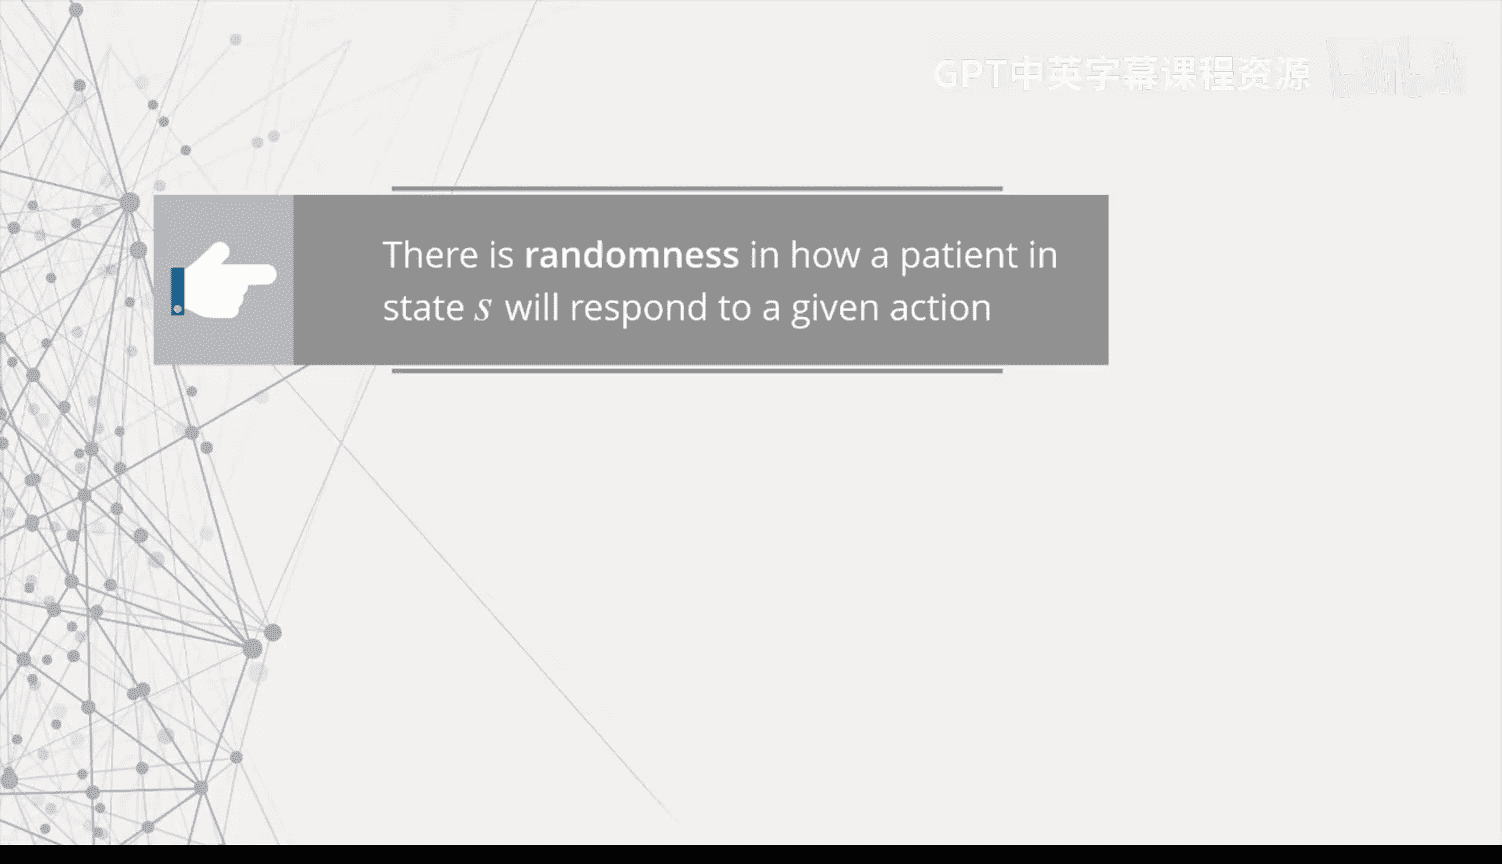 GPT中英字幕课程资源
There is randomness in how a patient in
state s will respond to a given action